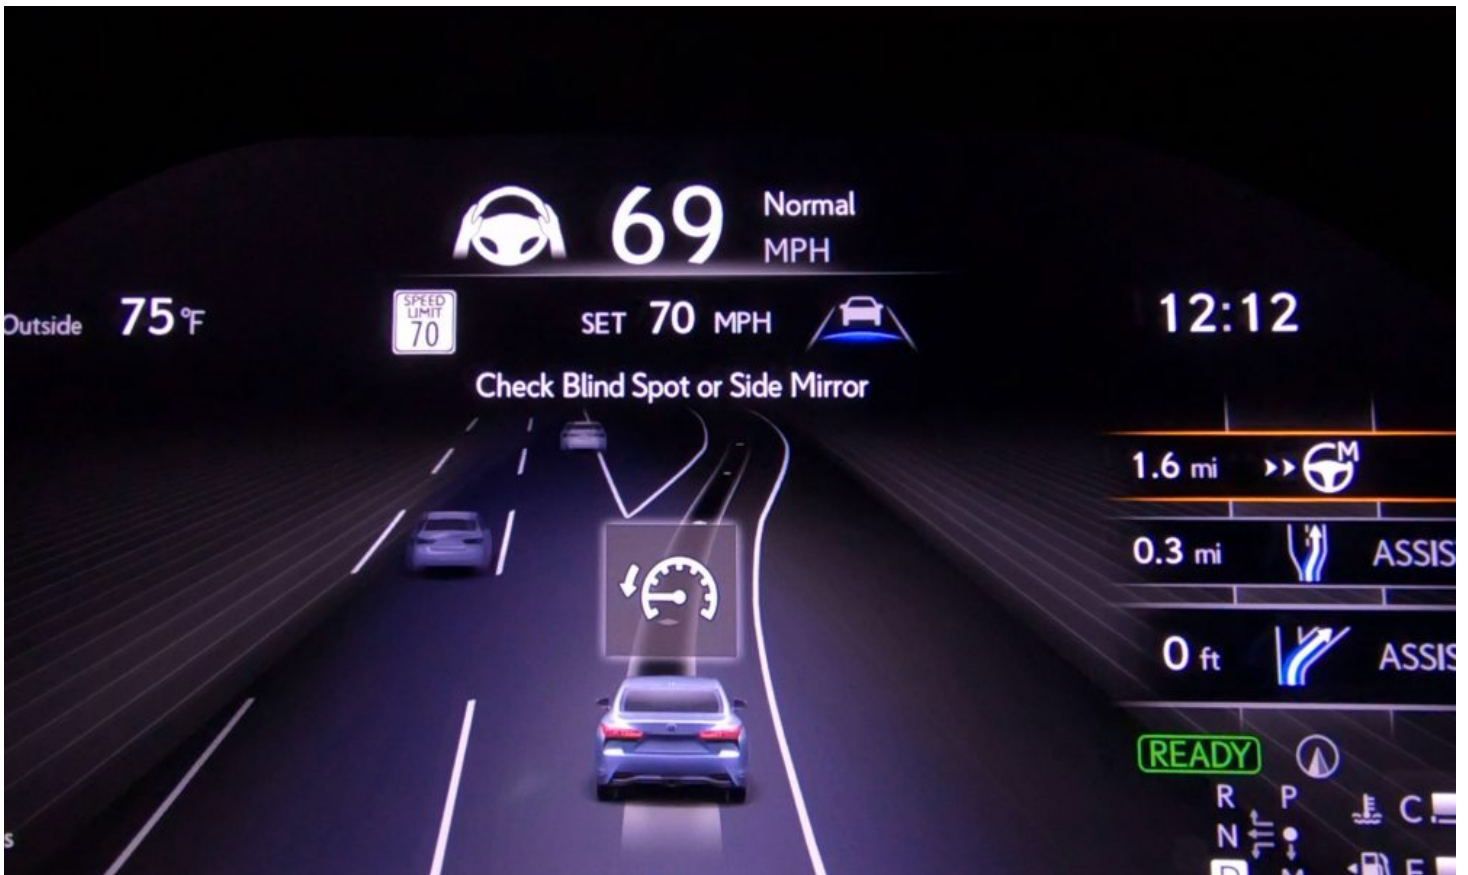 69 Normal
MPH
Outside 75 °F
SPEED
LIMIT
70
SET 70 MPH
12:12
Check Blind Spot or Side Mirror
1.6 mi
M
0.3 mi ASSIS
0 ft ASSIS
READY
R P
N C
D M E
s